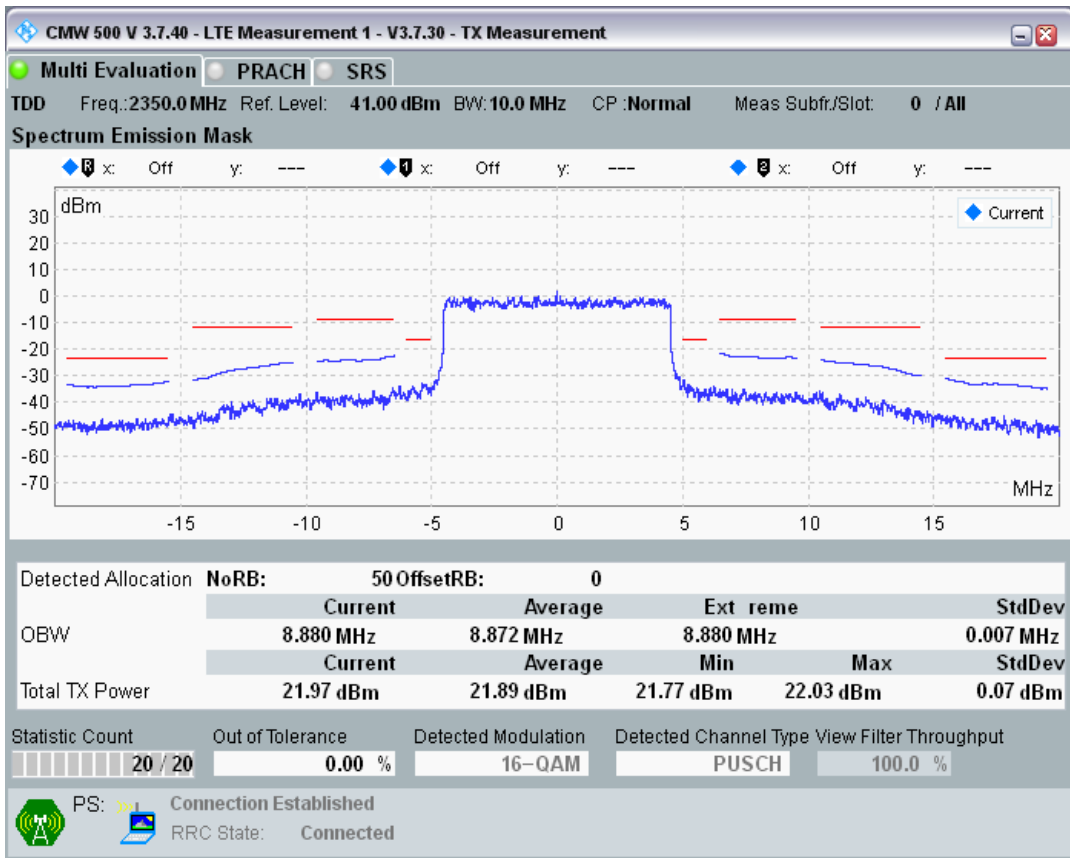 CMW 500 V 3.7.40 - LTE Measurement 1 - V3.7.30 - TX Measurement
Multi Evaluation PRACH SRS
TDD Freq.:2350.0 MHz Ref. Level: 41.00 dBm BW:10.0 MHz CP :Normal Meas Subfr./Slot: 0 / All
Spectrum Emission Mask
R x: Off y: --- 1 x: Off y: --- 2 x: Off y: ---
dBm
Current
30
20
10
0
-10
-20
-30
-40
-50
-60
-70
MHz
-15 -10 -5 0 5 10 15
Detected Allocation NoRB: 50 OffsetRB: 0
Current Average Ext reme StdDev
OBW 8.880 MHz 8.872 MHz 8.880 MHz 0.007 MHz
Current Average Min Max StdDev
Total TX Power 21.97 dBm 21.89 dBm 21.77 dBm 22.03 dBm 0.07 dBm
Statistic Count Out of Tolerance Detected Modulation Detected Channel Type View Filter Throughput
20 / 20 0.00 % 16-QAM PUSCH 100.0 %
PS: Connection Established
RRC State: Connected